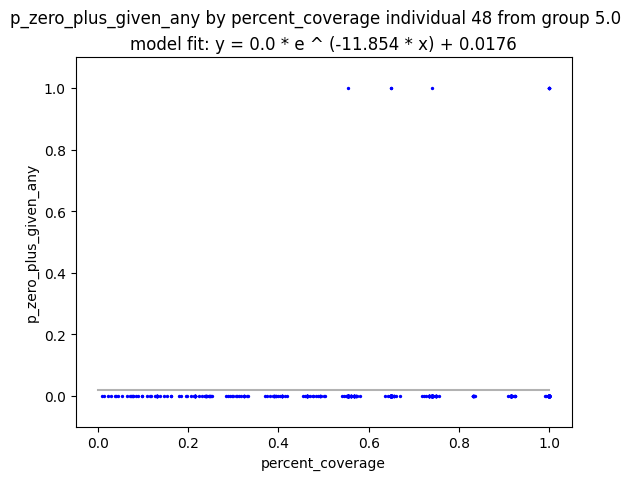 p_zero_plus_given_any by percent_coverage individual 48 from group 5.0
model fit: y = 0.0 * e ^ (-11.854 * x) + 0.0176
1.0
0.8
0.6
0.4
0.2
0.0
p_zero_plus_given_any
0.0 0.2 0.4 0.6 0.8 1.0
percent_coverage